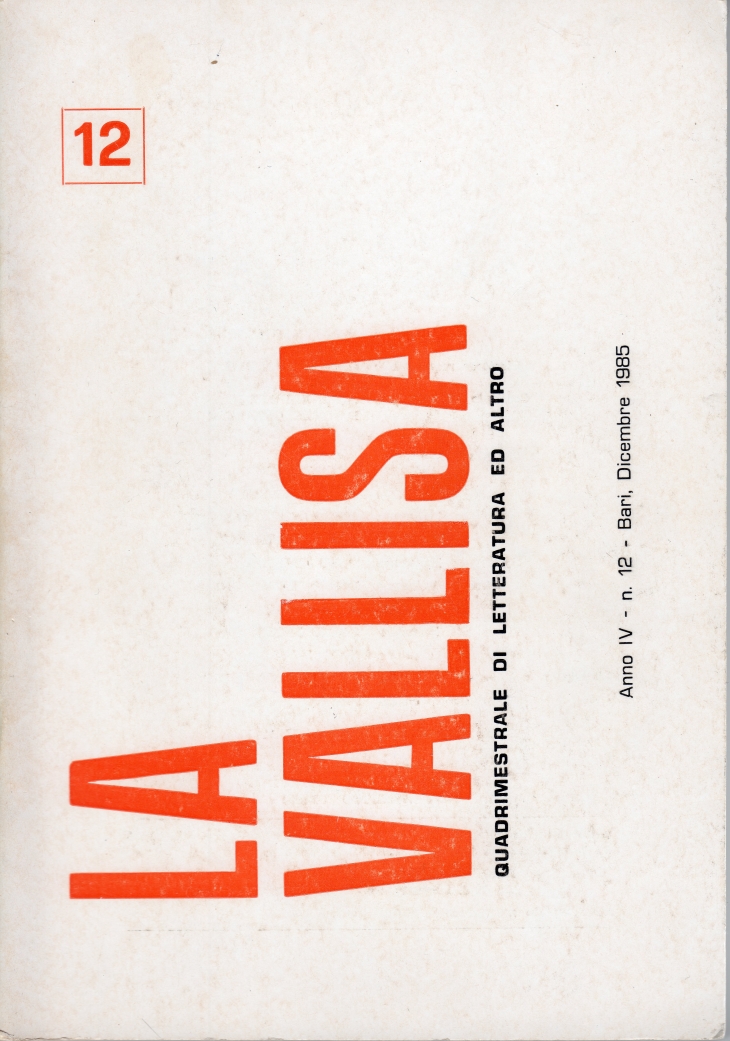 12
LA
VALLISA
QUADRIMESTRALE DI LETTERATURA ED ALTRO
Anno IV - n. 12 - Bari, Dicembre 1985